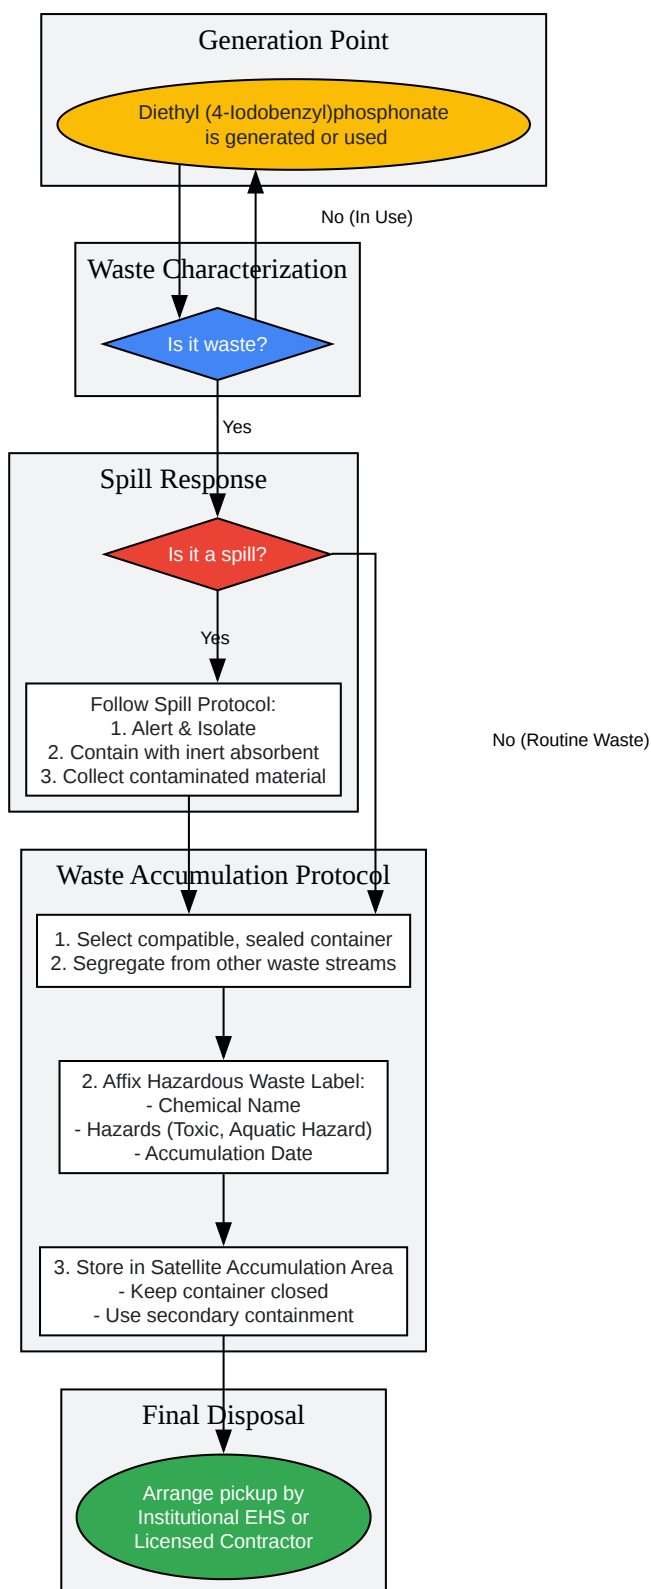 Generation Point
Diethyl (4-Iodobenzyl)phosphonate
is generated or used
No (In Use)
Waste Characterization
Is it waste?
Yes
Spill Response
Is it a spill?
Yes
Follow Spill Protocol:
1. Alert & Isolate
2. Contain with inert absorbent
3. Collect contaminated material
No (Routine Waste)
Waste Accumulation Protocol
1. Select compatible, sealed container
2. Segregate from other waste streams
2. Affix Hazardous Waste Label:
- Chemical Name
- Hazards (Toxic, Aquatic Hazard)
- Accumulation Date
3. Store in Satellite Accumulation Area
- Keep container closed
- Use secondary containment
Final Disposal
Arrange pickup by
Institutional EHS or
Licensed Contractor